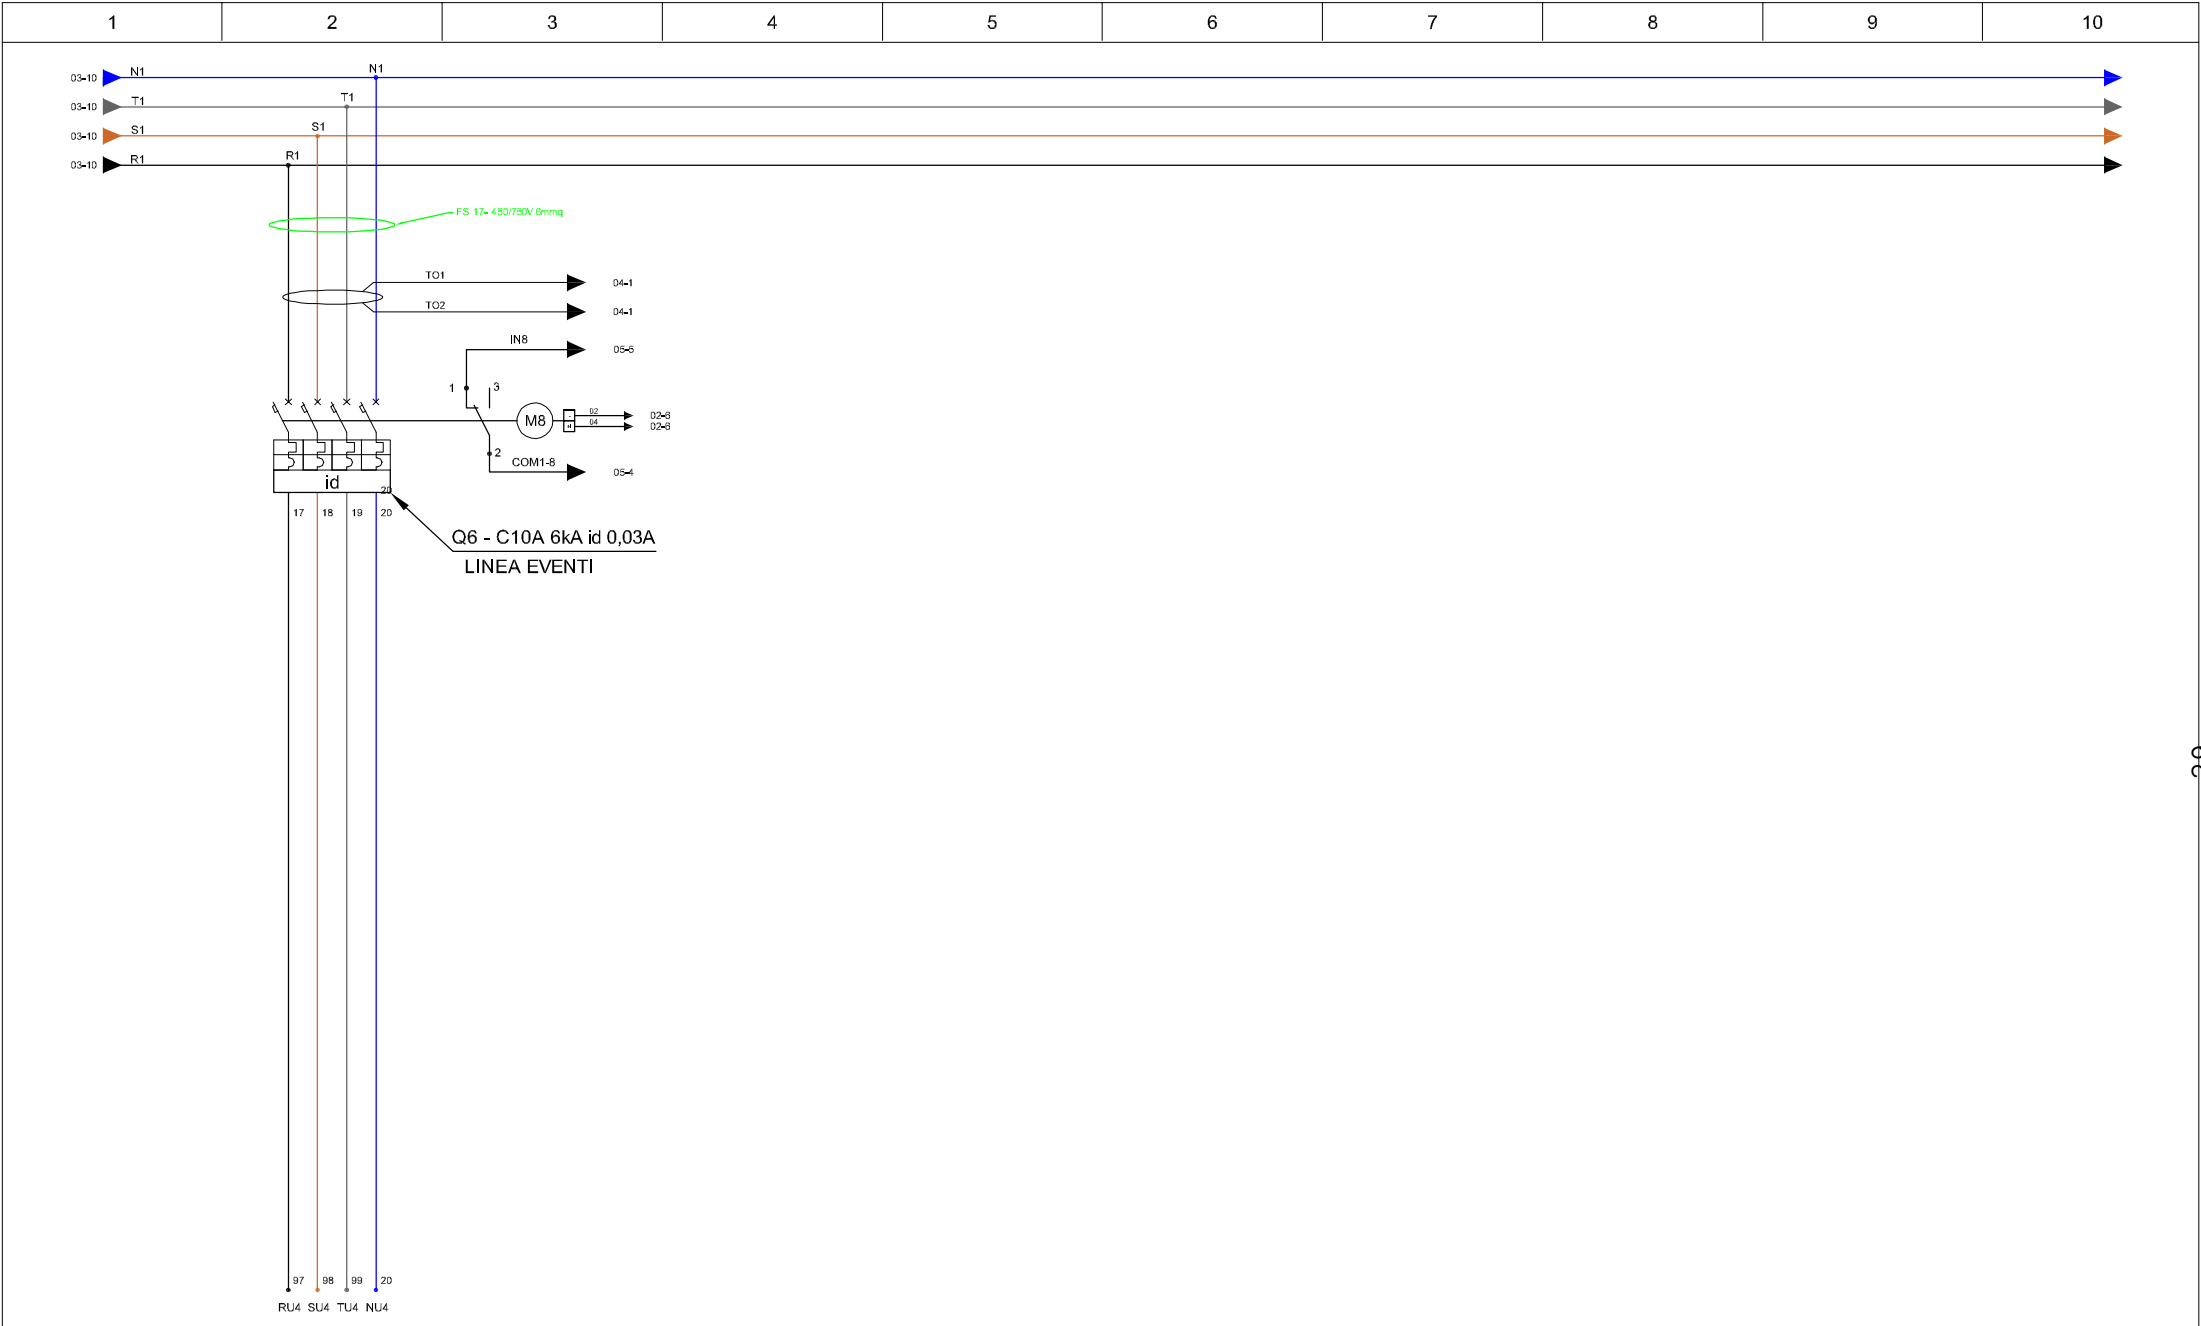 1 2 3 4 5 6 7 8 9 10
03-10 N1 N1
03-10 T1 T1
03-10 S1 S1
03-10 R1 R1
FS 17- 450/750V 6mmq
TO1 04-1
TO2 04-1
IN8 05-5
1 3
M8 - 02 02-6
04 02-6
2
COM1-8 05-4
id
20
17 18 19 20
Q6 - C10A 6kA id 0,03A
LINEA EVENTI
97 98 99 20
RU4 SU4 TU4 NU4